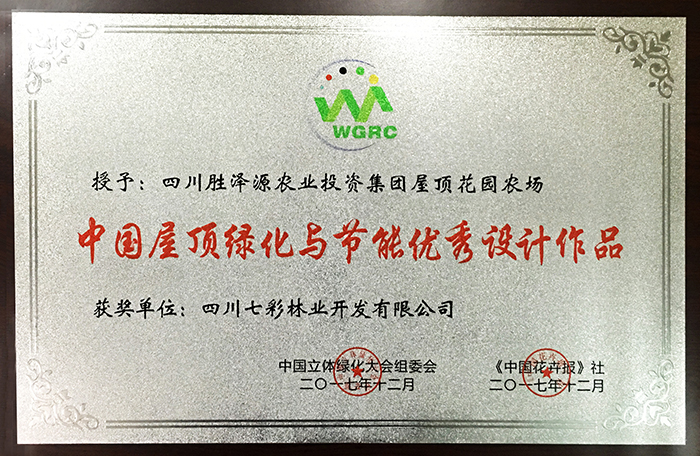 WGRC
授予：四川胜泽源农业投资集团屋顶花园农场
中国屋顶绿化与节能优秀设计作品
获奖单位：四川七彩林业开发有限公司
中国立体绿化大会组委会
二〇一七年十二月
《中国花卉报》社
二〇一七年十二月